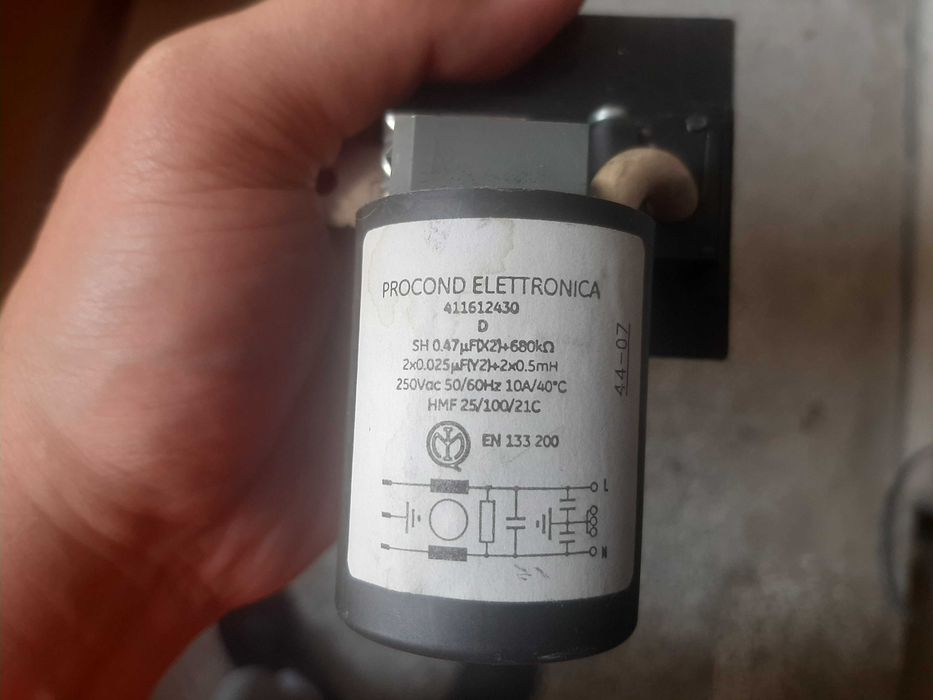 PROCOND ELETTRONICA
411612430
D
SH 0.47µF(X2)+680kΩ
2x0.025µF(Y2)+2x0.5mH
250Vac 50/60Hz 10A/40°C
HMF 25/100/21C
EN 133 200
44-07
L
N